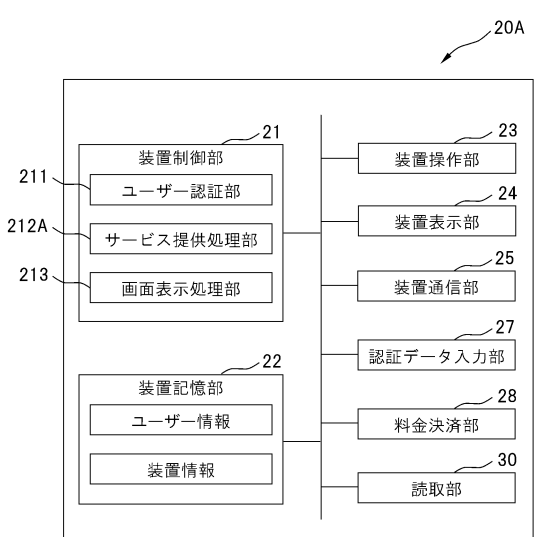 20A
21
装置制御部
211
ユーザー認証部
212A
サービス提供処理部
213
画面表示処理部
22
装置記憶部
ユーザー情報
装置情報
23
装置操作部
24
装置表示部
25
装置通信部
27
認証データ入力部
28
料金決済部
30
読取部